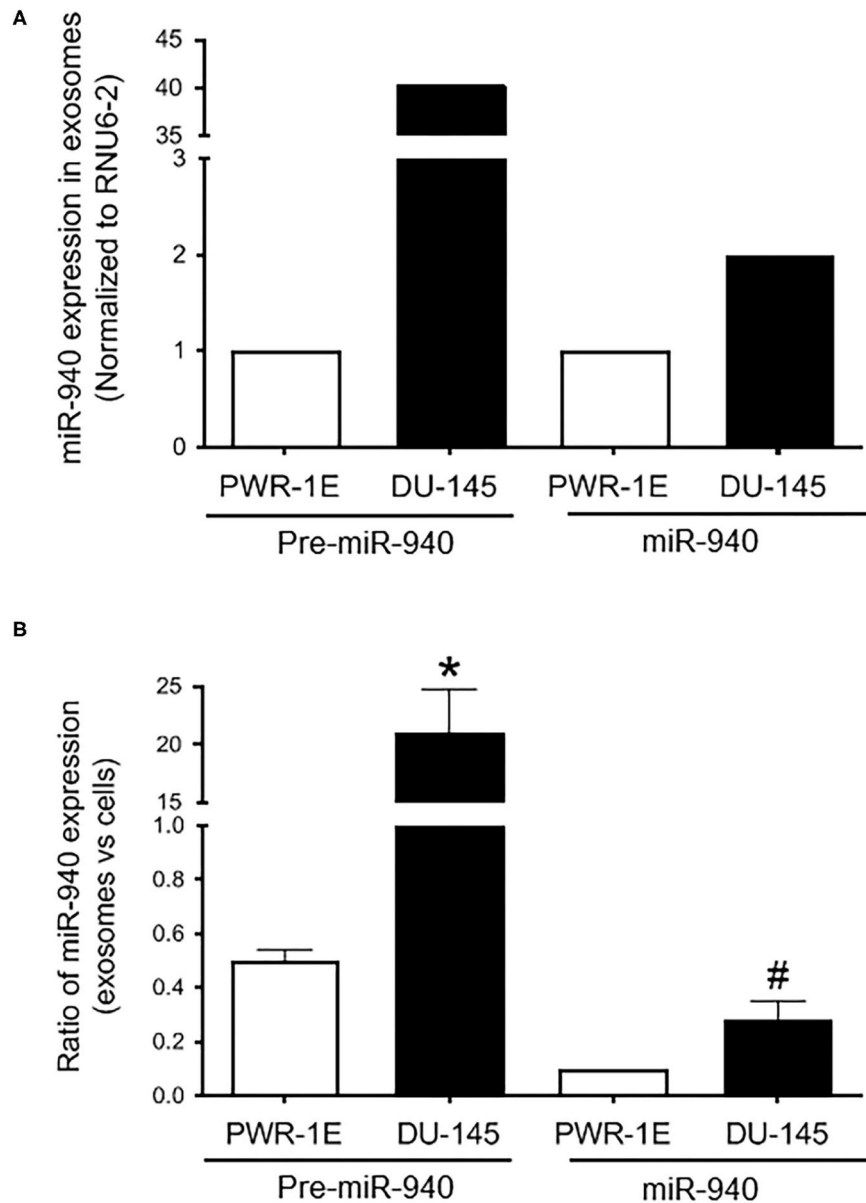 A
miR-940 expression in exosomes
(Normalized to RNU6-2)
45
40
35
3
2
1
0
PWR-1E DU-145 PWR-1E DU-145
Pre-miR-940 miR-940
B
Ratio of miR-940 expression
(exosomes vs cells)
25
20
15
1.0
0.8
0.6
0.4
0.2
0.0
*
#
PWR-1E DU-145 PWR-1E DU-145
Pre-miR-940 miR-940